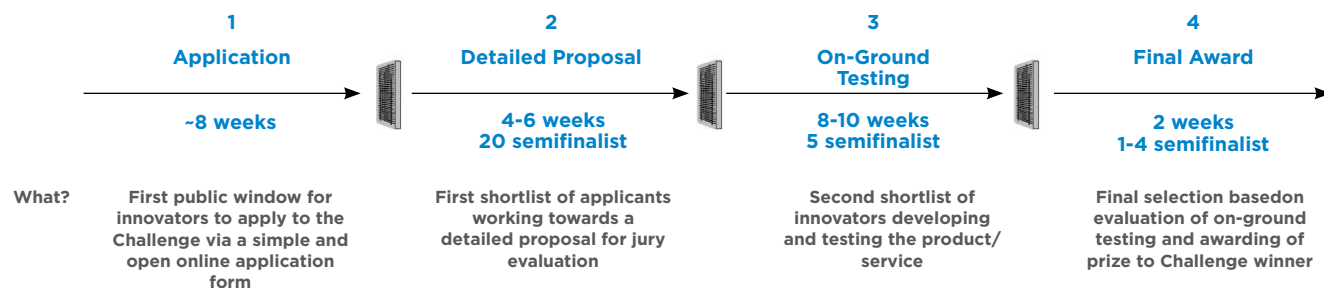 1
Application
~8 weeks
2
Detailed Proposal
4-6 weeks
20 semifinalist
3
On-Ground
Testing
8-10 weeks
5 semifinalist
4
Final Award
2 weeks
1-4 semifinalist
What?
First public window for
innovators to apply to the
Challenge via a simple and
open online application
form
First shortlist of applicants
working towards a
detailed proposal for jury
evaluation
Second shortlist of
innovators developing
and testing the product/
service
Final selection basedon
evaluation of on-ground
testing and awarding of
prize to Challenge winner